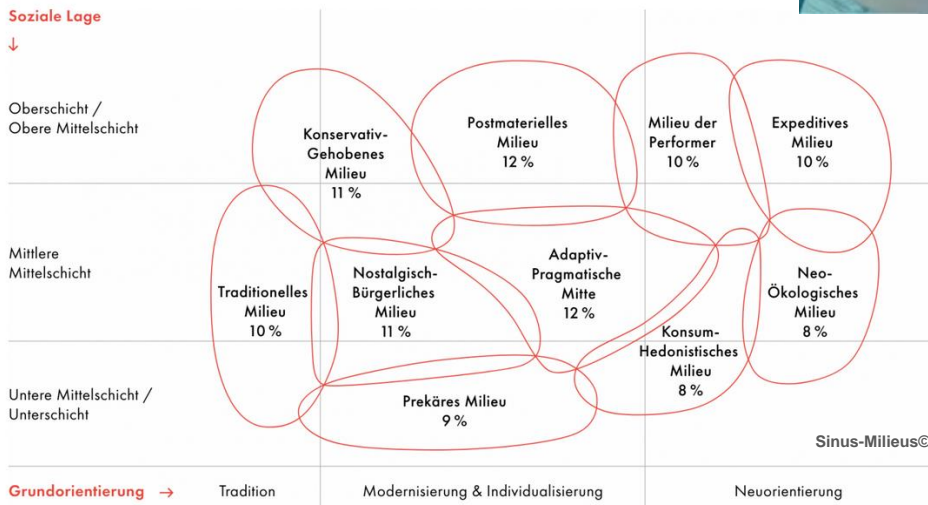 Soziale Lage
↓
Oberschicht /
Obere Mittelschicht
Konservativ-
Gehobenes
Milieu
11 %
Postmaterielles
Milieu
12 %
Milieu der
Performer
10 %
Expeditives
Milieu
10 %
Mittlere
Mittelschicht
Traditionelles
Milieu
10 %
Nostalgisch-
Bürgerliches
Milieu
11 %
Adaptiv-
Pragmatische
Mitte
12 %
Neo-
Ökologisches
Milieu
8 %
Konsum-
Hedonistisches
Milieu
8 %
Untere Mittelschicht /
Unterschicht
Prekäres Milieu
9 %
Sinus-Milieus©
Grundorientierung →
Tradition
Modernisierung & Individualisierung
Neuorientierung